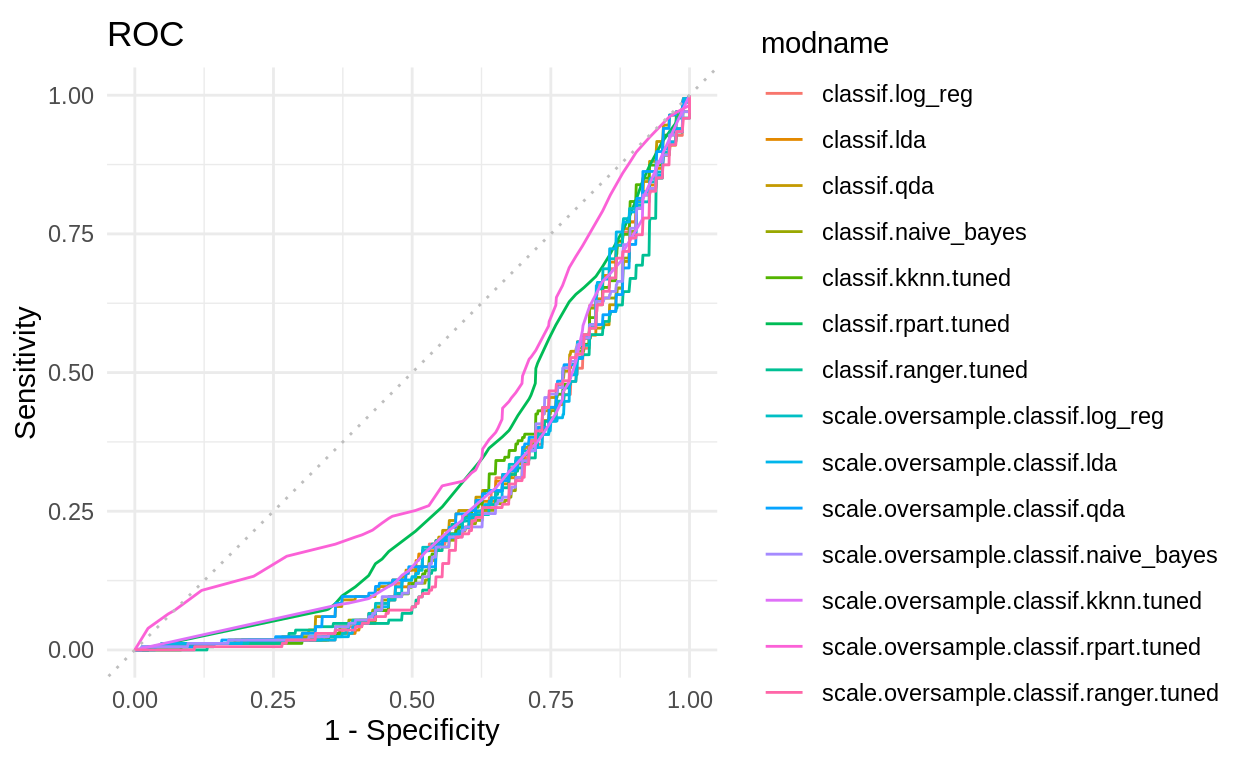 ROC
1.00
0.75
0.50
0.25
0.00
Sensitivity
0.00 0.25 0.50 0.75 1.00
1 - Specificity
modname
classif.log_reg
classif.lda
classif.qda
classif.naive_bayes
classif.kknn.tuned
classif.rpart.tuned
classif.ranger.tuned
scale.oversample.classif.log_reg
scale.oversample.classif.lda
scale.oversample.classif.qda
scale.oversample.classif.naive_bayes
scale.oversample.classif.kknn.tuned
scale.oversample.classif.rpart.tuned
scale.oversample.classif.ranger.tuned